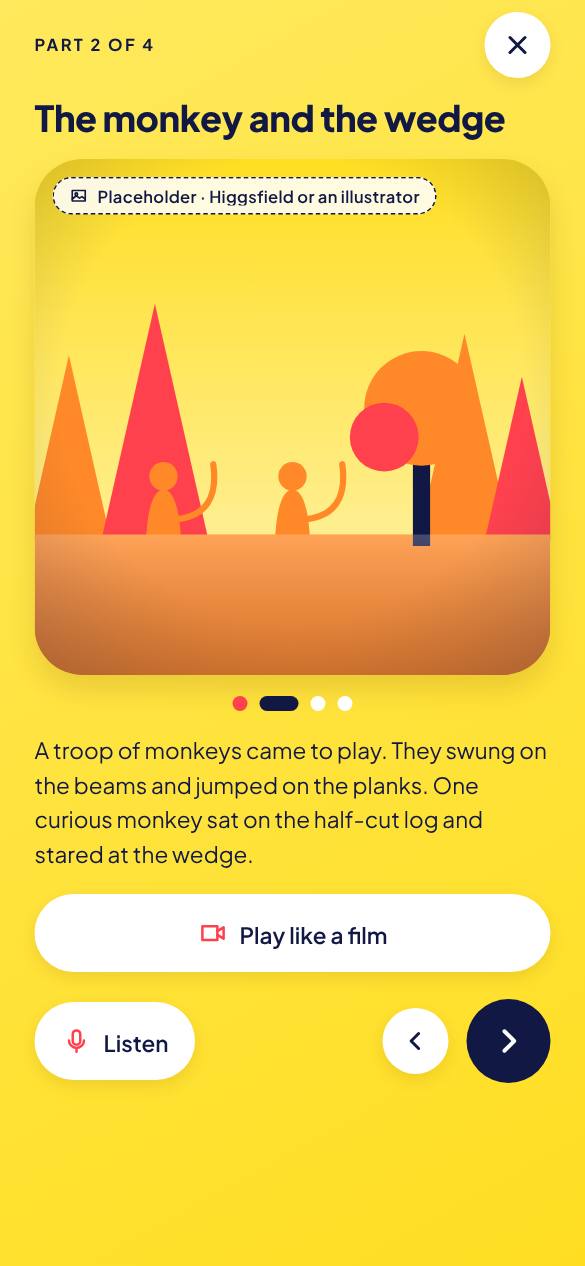 PART 2 OF 4
The monkey and the wedge
Placeholder · Higgsfield or an illustrator
A troop of monkeys came to play. They swung on
the beams and jumped on the planks. One
curious monkey sat on the half-cut log and
stared at the wedge.
Play like a film
Listen